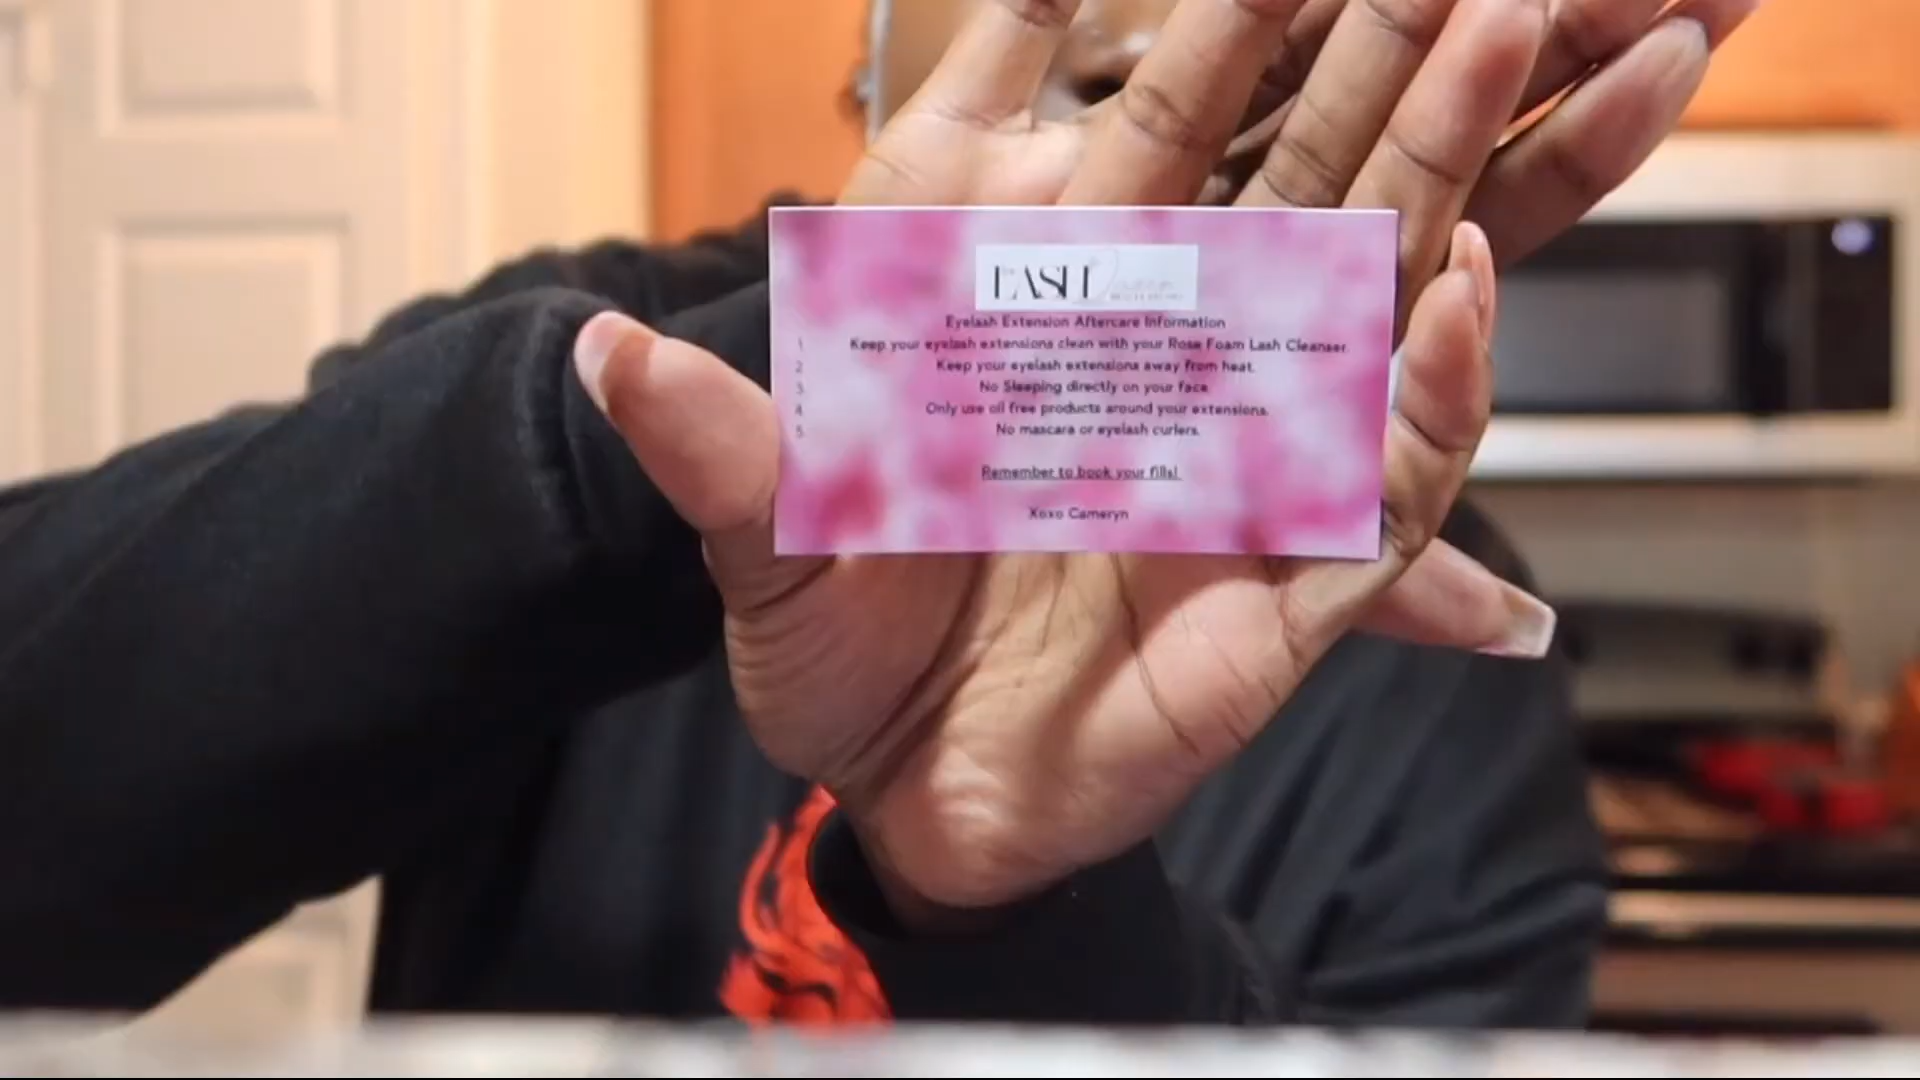 LASH
Eyelash Extension Aftercare Information
1 Keep your eyelash extensions clean with your Rose Foam Lash Cleanser.
2 Keep your eyelash extensions away from heat.
3 No Sleeping directly on your face
4 Only use oil free products around your extensions.
5 No mascara or eyelash curlers.
Remember to book your fills!
Xoxo Cameryn